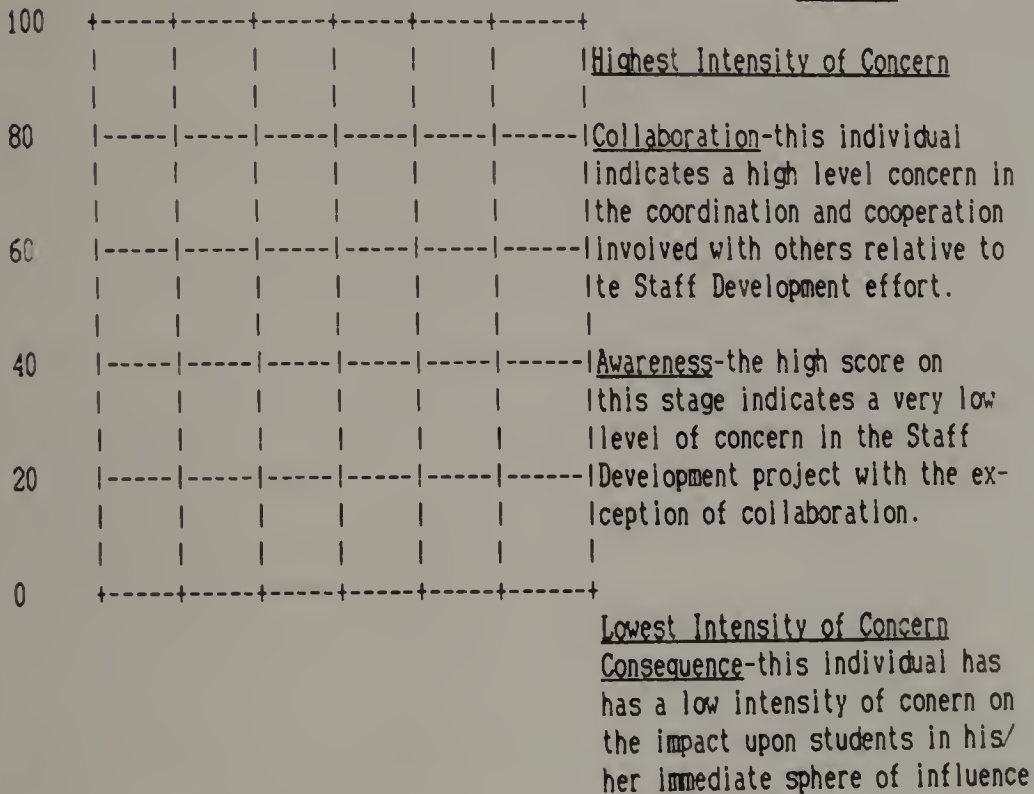 100 +-----+-----+-----+-----+-----+------+
| | | | | | |Highest Intensity of Concern
| | | | | | |
80 |-----|-----|-----|-----|-----|------|Collaboration-this individual
| | | | | | |indicates a high level concern in
| | | | | | |the coordination and cooperation
60 |-----|-----|-----|-----|-----|------|involved with others relative to
| | | | | | |te Staff Development effort.
| | | | | | |
40 |-----|-----|-----|-----|-----|------|Awareness-the high score on
| | | | | | |this stage indicates a very low
| | | | | | |level of concern in the Staff
20 |-----|-----|-----|-----|-----|------|Development project with the ex-
| | | | | | |ception of collaboration.
| | | | | | |
0 +-----+-----+-----+-----+-----+------+
Lowest Intensity of Concern
Consequence-this individual has
has a low intensity of conern on
the impact upon students in his/
her immediate sphere of influence